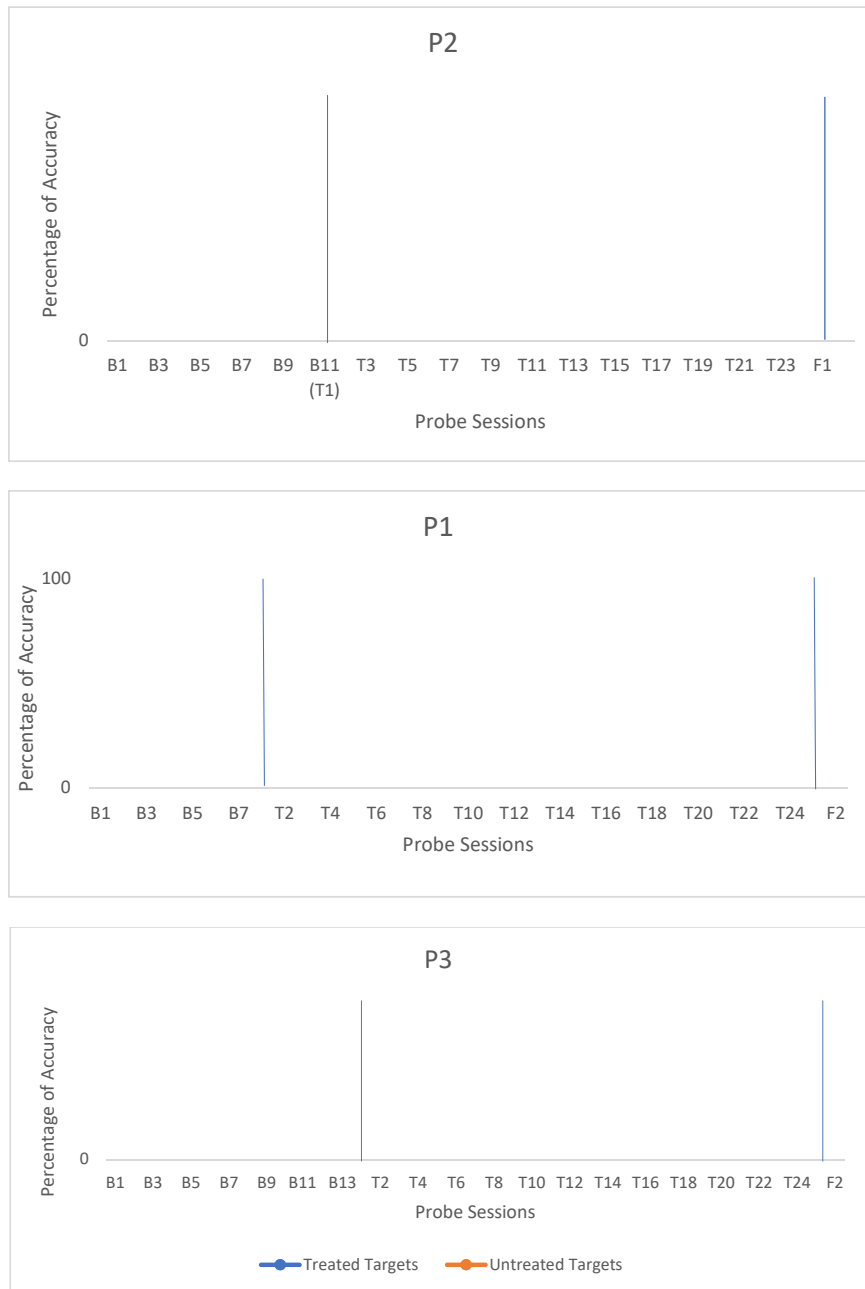 P2
Percentage of Accuracy
0
B1 B3 B5 B7 B9 B11 T3 T5 T7 T9 T11 T13 T15 T17 T19 T21 T23 F1
(T1)
Probe Sessions
P1
Percentage of Accuracy
100
0
B1 B3 B5 B7 T2 T4 T6 T8 T10 T12 T14 T16 T18 T20 T22 T24 F2
Probe Sessions
P3
Percentage of Accuracy
0
B1 B3 B5 B7 B9 B11 B13 T2 T4 T6 T8 T10 T12 T14 T16 T18 T20 T22 T24 F2
Probe Sessions
Treated Targets Untreated Targets